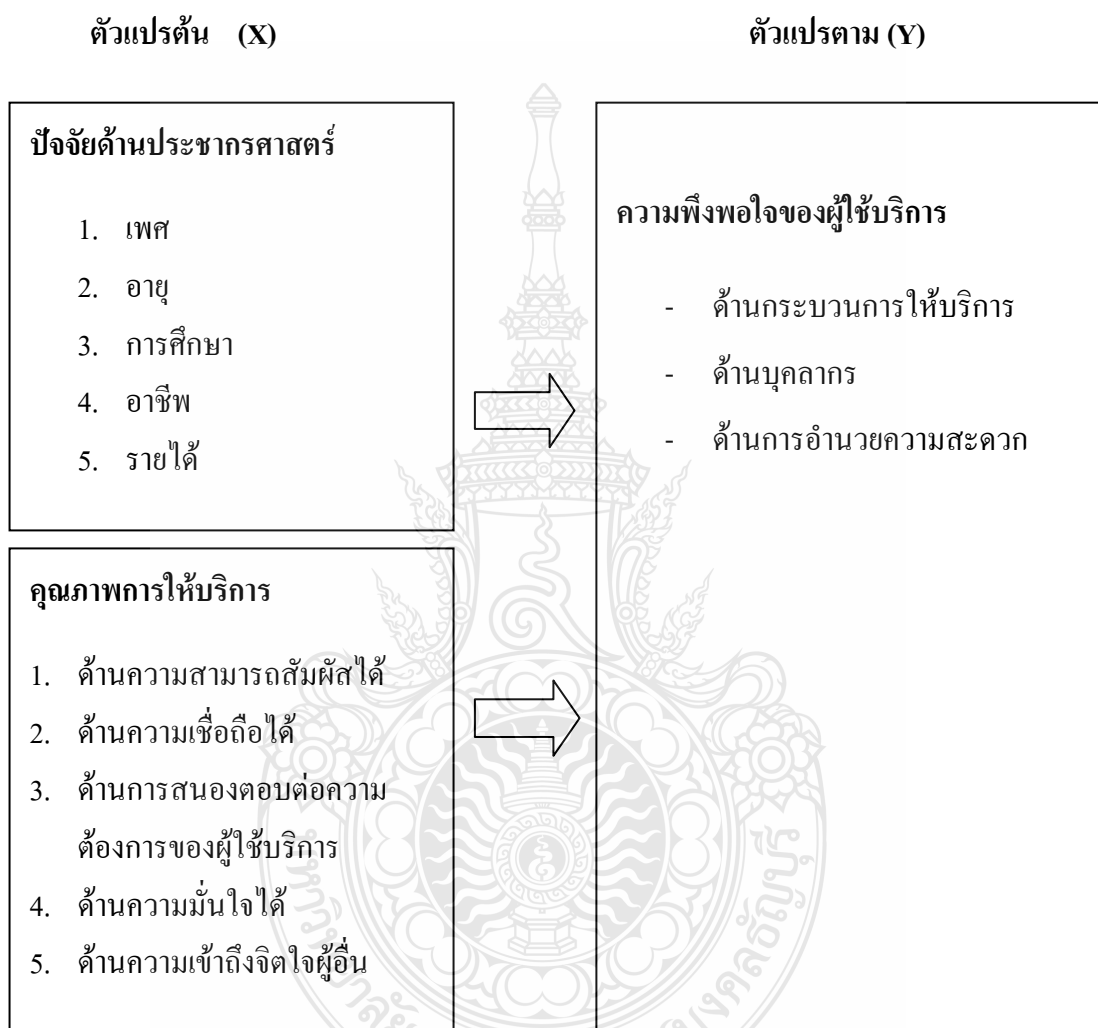 ตัวแปรต้น (X)
ตัวแปรตาม (Y)
ปัจจัยด้านประชากรศาสตร์
1. เพศ
2. อายุ
3. การศึกษา
4. อาชีพ
5. รายได้
คุณภาพการให้บริการ
1. ด้านความสามารถสัมผัสได้
2. ด้านความเชื่อถือได้
3. ด้านการสนองตอบต่อความ
ต้องการของผู้ใช้บริการ
4. ด้านความมั่นใจได้
5. ด้านความเข้าถึงจิตใจผู้อื่น
ความพึงพอใจของผู้ใช้บริการ
- ด้านกระบวนการให้บริการ
- ด้านบุคลากร
- ด้านการอำนวยความสะดวก